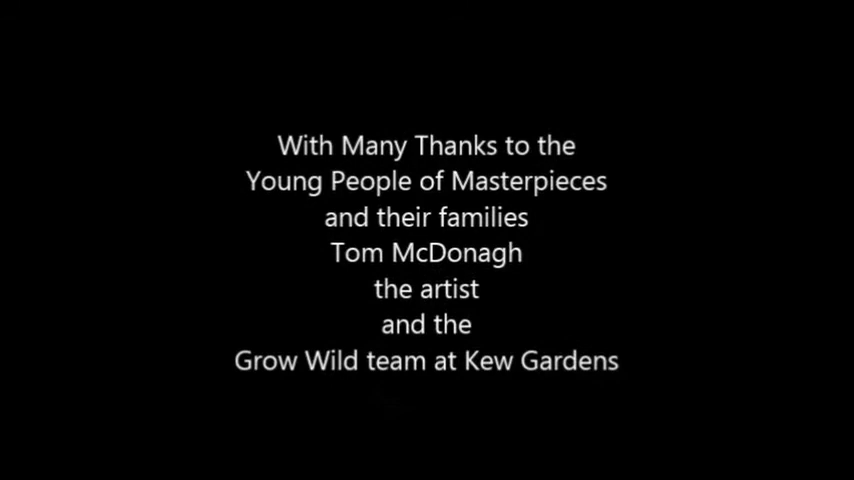 With Many Thanks to the
Young People of Masterpieces
and their families
Tom McDonagh
the artist
and the
Grow Wild team at Kew Gardens